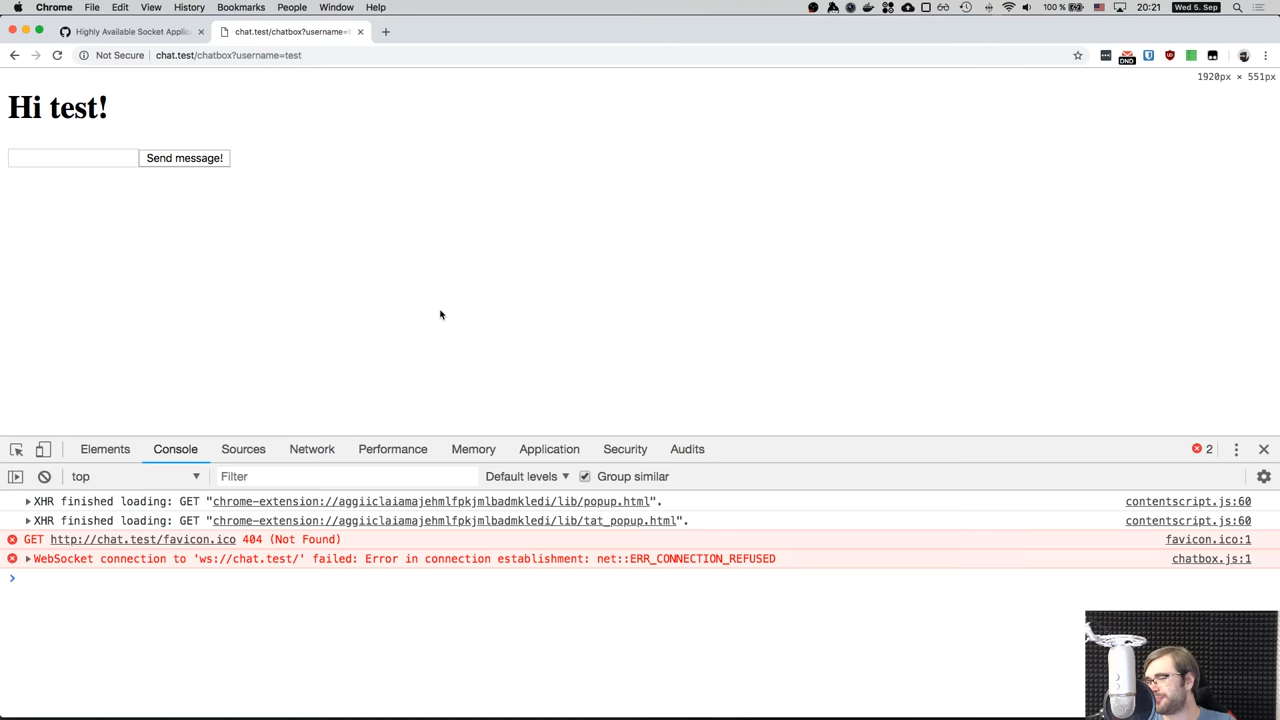 Chrome File Edit View History Bookmarks People Window Help 100 % 20:21 Wed 5. Sep
Highly Available Socket Applic
chat.test/chatbox?username=t
Not Secure chat.test/chatbox?username=test DND
1920px × 551px
Hi test!
Send message!
Elements Console Sources Network Performance Memory Application Security Audits 2
top Filter Default levels Group similar
XHR finished loading: GET "chrome-extension://aggiiclaiamajehmlfpkjmlbadmkledi/lib/popup.html". contentscript.js:60
XHR finished loading: GET "chrome-extension://aggiiclaiamajehmlfpkjmlbadmkledi/lib/tat_popup.html". contentscript.js:60
GET http://chat.test/favicon.ico 404 (Not Found) favicon.ico:1
WebSocket connection to 'ws://chat.test/' failed: Error in connection establishment: net::ERR_CONNECTION_REFUSED chatbox.js:1